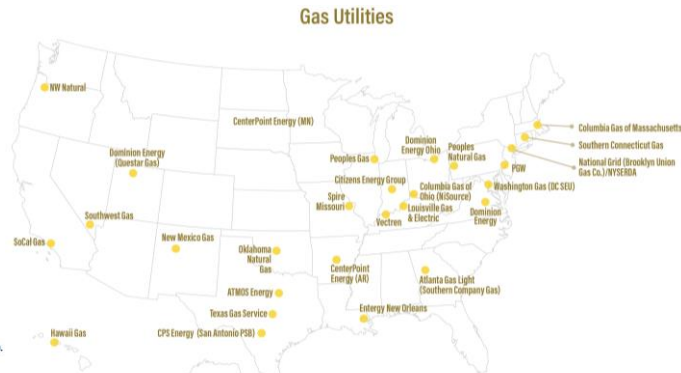 Gas Utilities
NW Natural
CenterPoint Energy (MN)
Dominion Energy
(Questar Gas)
Southwest Gas
SoCal Gas
New Mexico Gas
Hawaii Gas
Oklahoma
Natural
Gas
ATMOS Energy
Texas Gas Service
CPS Energy (San Antonio PSB)
Peoples Gas
Citizens Energy Group
Spire
Missouri
Vectren
Dominion
Energy Ohio
Peoples
Natural Gas
Columbia Gas of
Ohio (NiSource)
Louisville Gas
& Electric
CenterPoint
Energy (AR)
Entergy New Orleans
Atlanta Gas Light
(Southern Company Gas)
Columbia Gas of Massachusetts
Southern Connecticut Gas
National Grid (Brooklyn Union
Gas Co.)/NYSERDA
PGW
Washington Gas (DC SEU)
Dominion
Energy